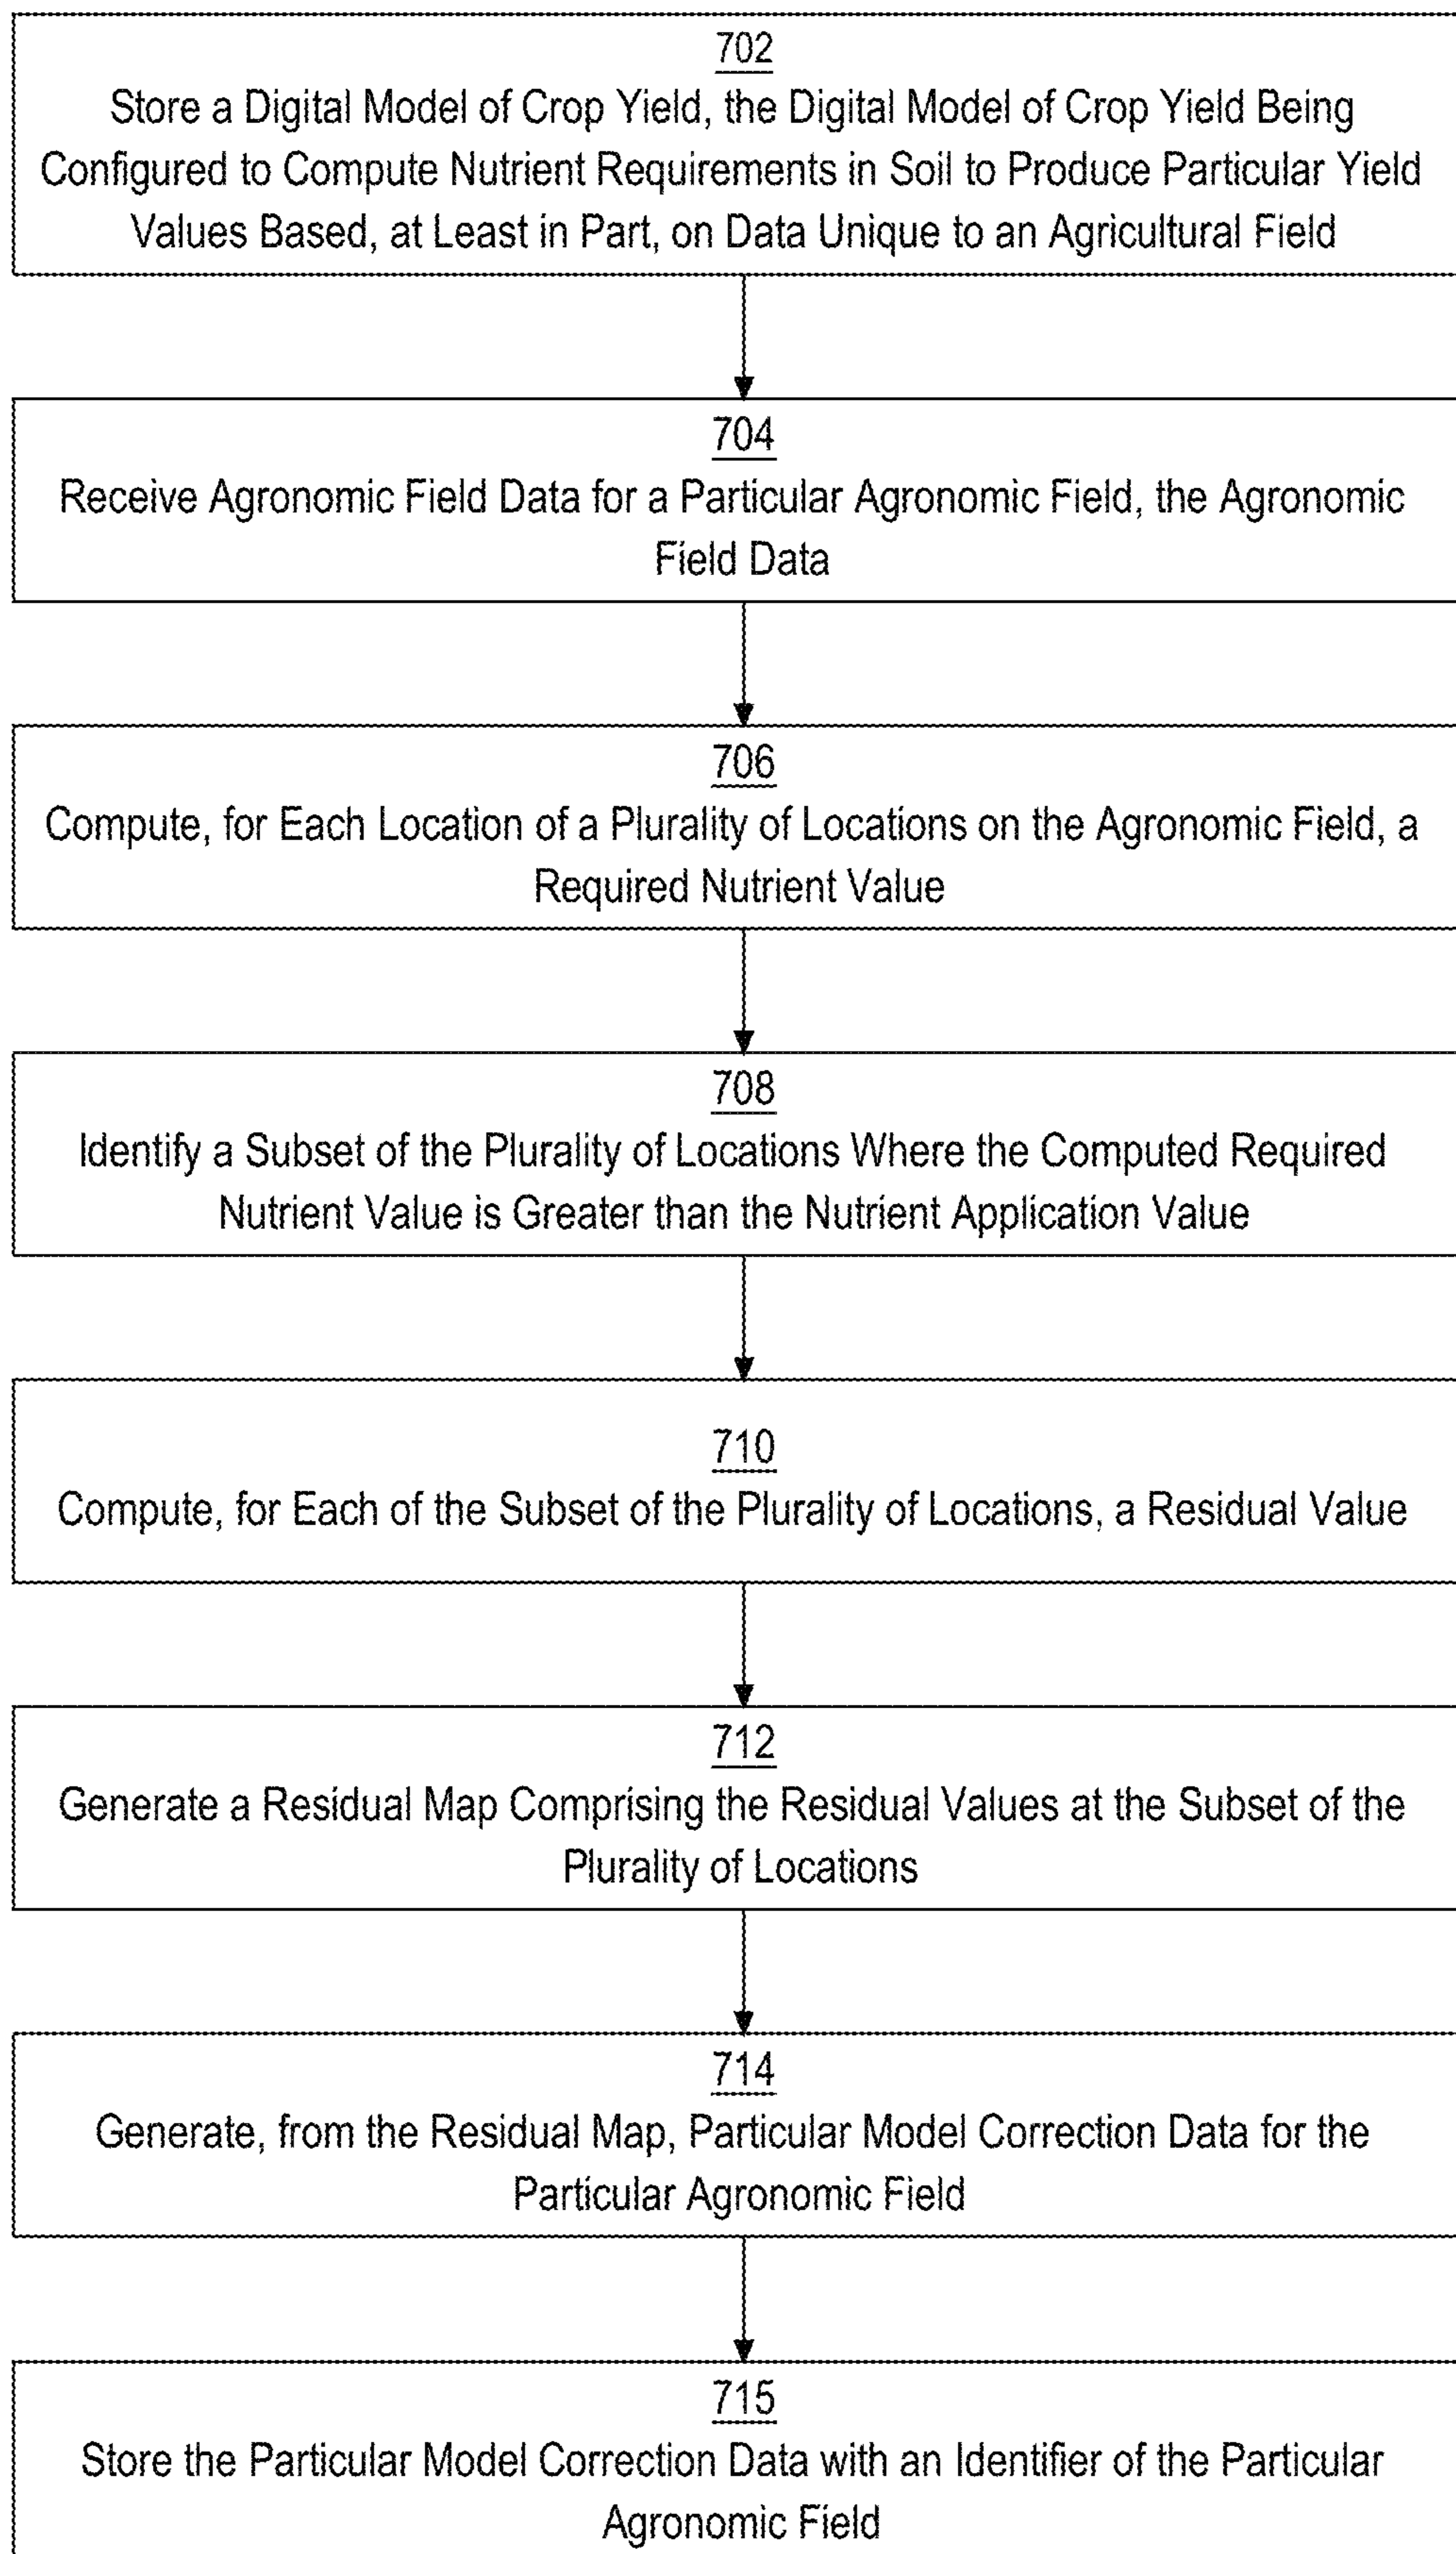 702
Store a Digital Model of Crop Yield, the Digital Model of Crop Yield Being
Configured to Compute Nutrient Requirements in Soil to Produce Particular Yield
Values Based, at Least in Part, on Data Unique to an Agricultural Field
704
Receive Agronomic Field Data for a Particular Agronomic Field, the Agronomic
Field Data
706
Compute, for Each Location of a Plurality of Locations on the Agronomic Field, a
Required Nutrient Value
708
Identify a Subset of the Plurality of Locations Where the Computed Required
Nutrient Value is Greater than the Nutrient Application Value
710
Compute, for Each of the Subset of the Plurality of Locations, a Residual Value
712
Generate a Residual Map Comprising the Residual Values at the Subset of the
Plurality of Locations
714
Generate, from the Residual Map, Particular Model Correction Data for the
Particular Agronomic Field
715
Store the Particular Model Correction Data with an Identifier of the Particular
Agronomic Field